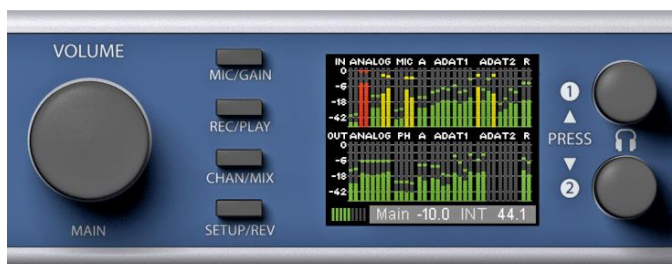 VOLUME
MAIN
MIC/GAIN
REC/PLAY
CHAN/MIX
SETUP/REV
IN ANALOG MIC A ADAT1 ADAT2 R
0
-6
-18
-42
OUT ANALOG PH A ADAT1 ADAT2 R
0
-6
-18
-42
Main -10.0 INT 44.1
1
PRESS
2